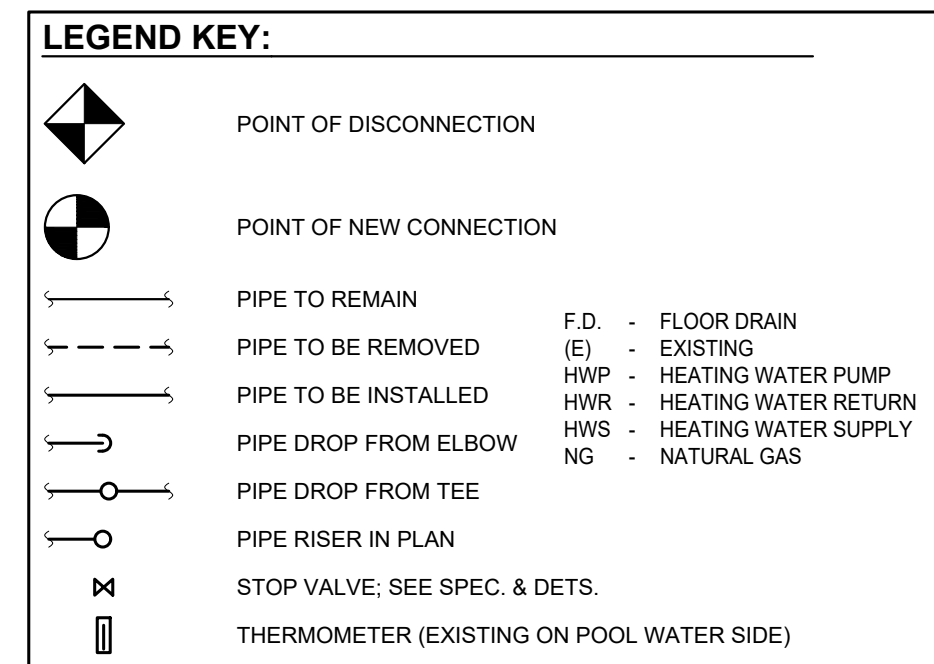 LEGEND KEY:
POINT OF DISCONNECTION
POINT OF NEW CONNECTION
PIPE TO REMAIN
PIPE TO BE REMOVED
PIPE TO BE INSTALLED
PIPE DROP FROM ELBOW
PIPE DROP FROM TEE
PIPE RISER IN PLAN
STOP VALVE; SEE SPEC. & DETS.
THERMOMETER (EXISTING ON POOL WATER SIDE)
F.D. - FLOOR DRAIN
(E) - EXISTING
HWP - HEATING WATER PUMP
HWR - HEATING WATER RETURN
HWS - HEATING WATER SUPPLY
NG - NATURAL GAS